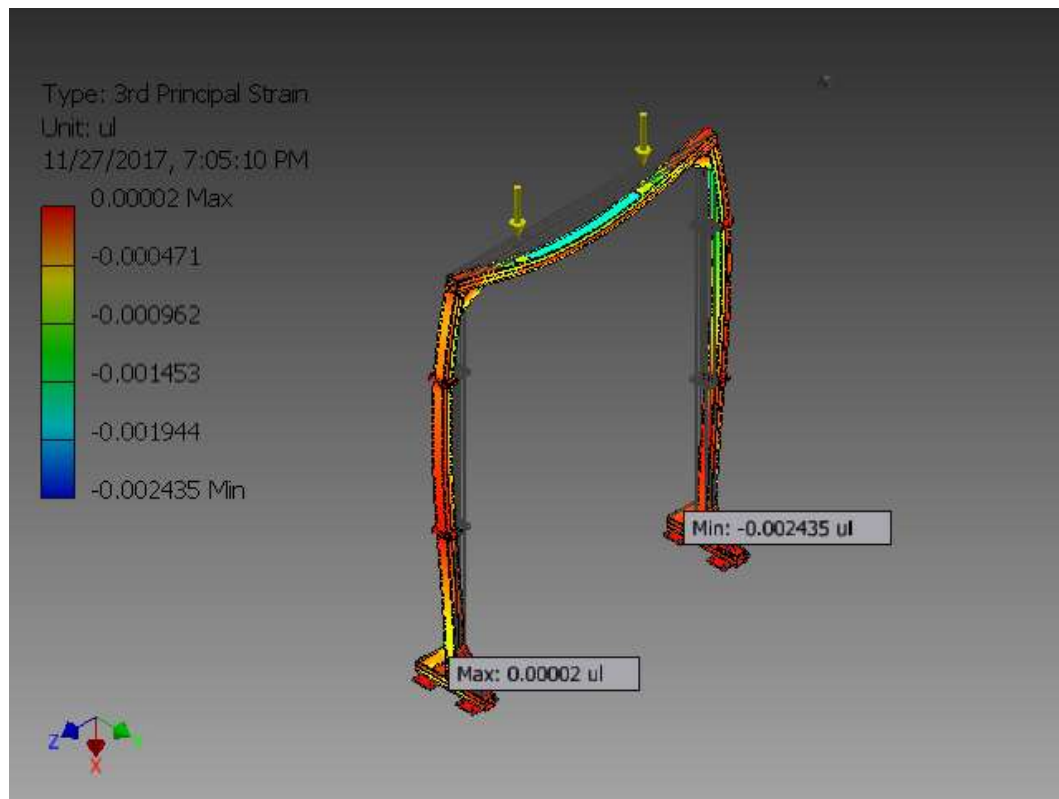 Type: 3rd Principal Strain
Unit: ul
11/27/2017, 7:05:10 PM
0.00002 Max
-0.000471
-0.000962
-0.001453
-0.001944
-0.002435 Min
Min: -0.002435 ul
Max: 0.00002 ul
Z
X